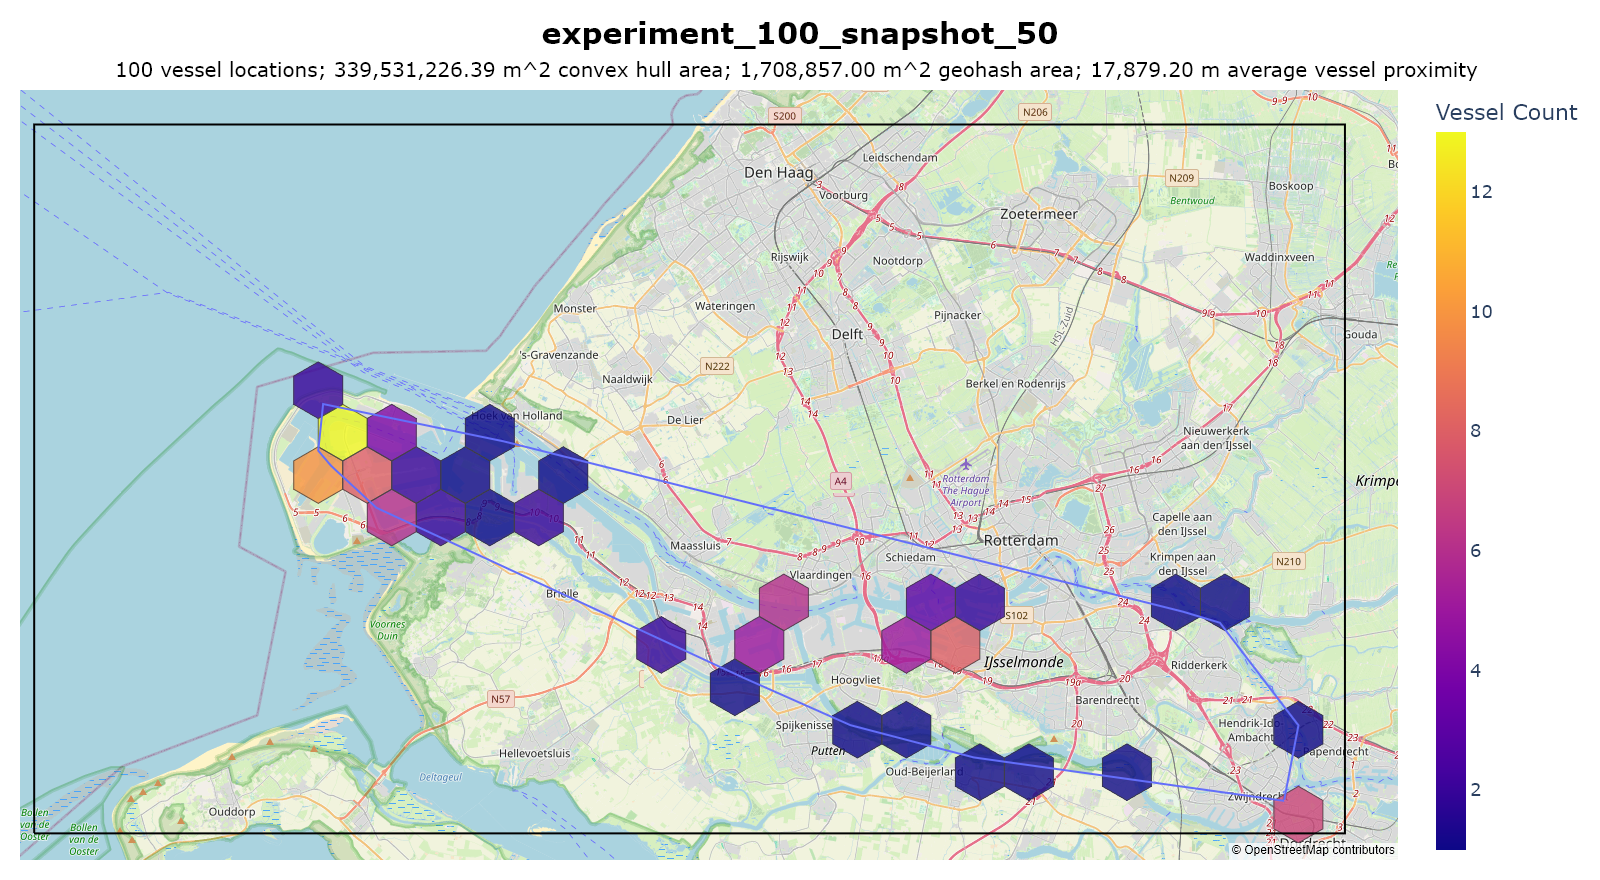 experiment_100_snapshot_50
100 vessel locations; 339,531,226.39 m^2 convex hull area; 1,708,857.00 m^2 geohash area; 17,879.20 m average vessel proximity
Vessel Count
12
10
8
6
4
2
S200
N206
Leidschendam
Den Haag
Voorburg
N209
Boskoop
Bentwoud
Zoetermeer
Rijswijk
Nootdorp
Waddinxveen
Monster
Wateringen
Pijnacker
HSL-Zuid
Delft
Gouda
's-Gravenzande
N222
Naaldwijk
Berkel en Rodenrijs
Hoek van Holland
De Lier
Nieuwerkerk
aan den IJssel
A4
Rotterdam
The Hague
Airport
Krimpe
Capelle aan
den IJssel
Rotterdam
Maassluis
Schiedam
Krimpen aan
den IJssel
N210
Vlaardingen
Brielle
S102
Voornes
Duin
IJsselmonde
Ridderkerk
Hoogvliet
N57
Barendrecht
Spijkenisse
Hendrik-Ido-
Ambacht
Putten
Papendrecht
Hellevoetsluis
Oud-Beijerland
Deltageul
Zwijndrecht
Ouddorp
Bollen
van de
Ooster
Bollen
van de
Ooster
Dordrecht
© OpenStreetMap contributors